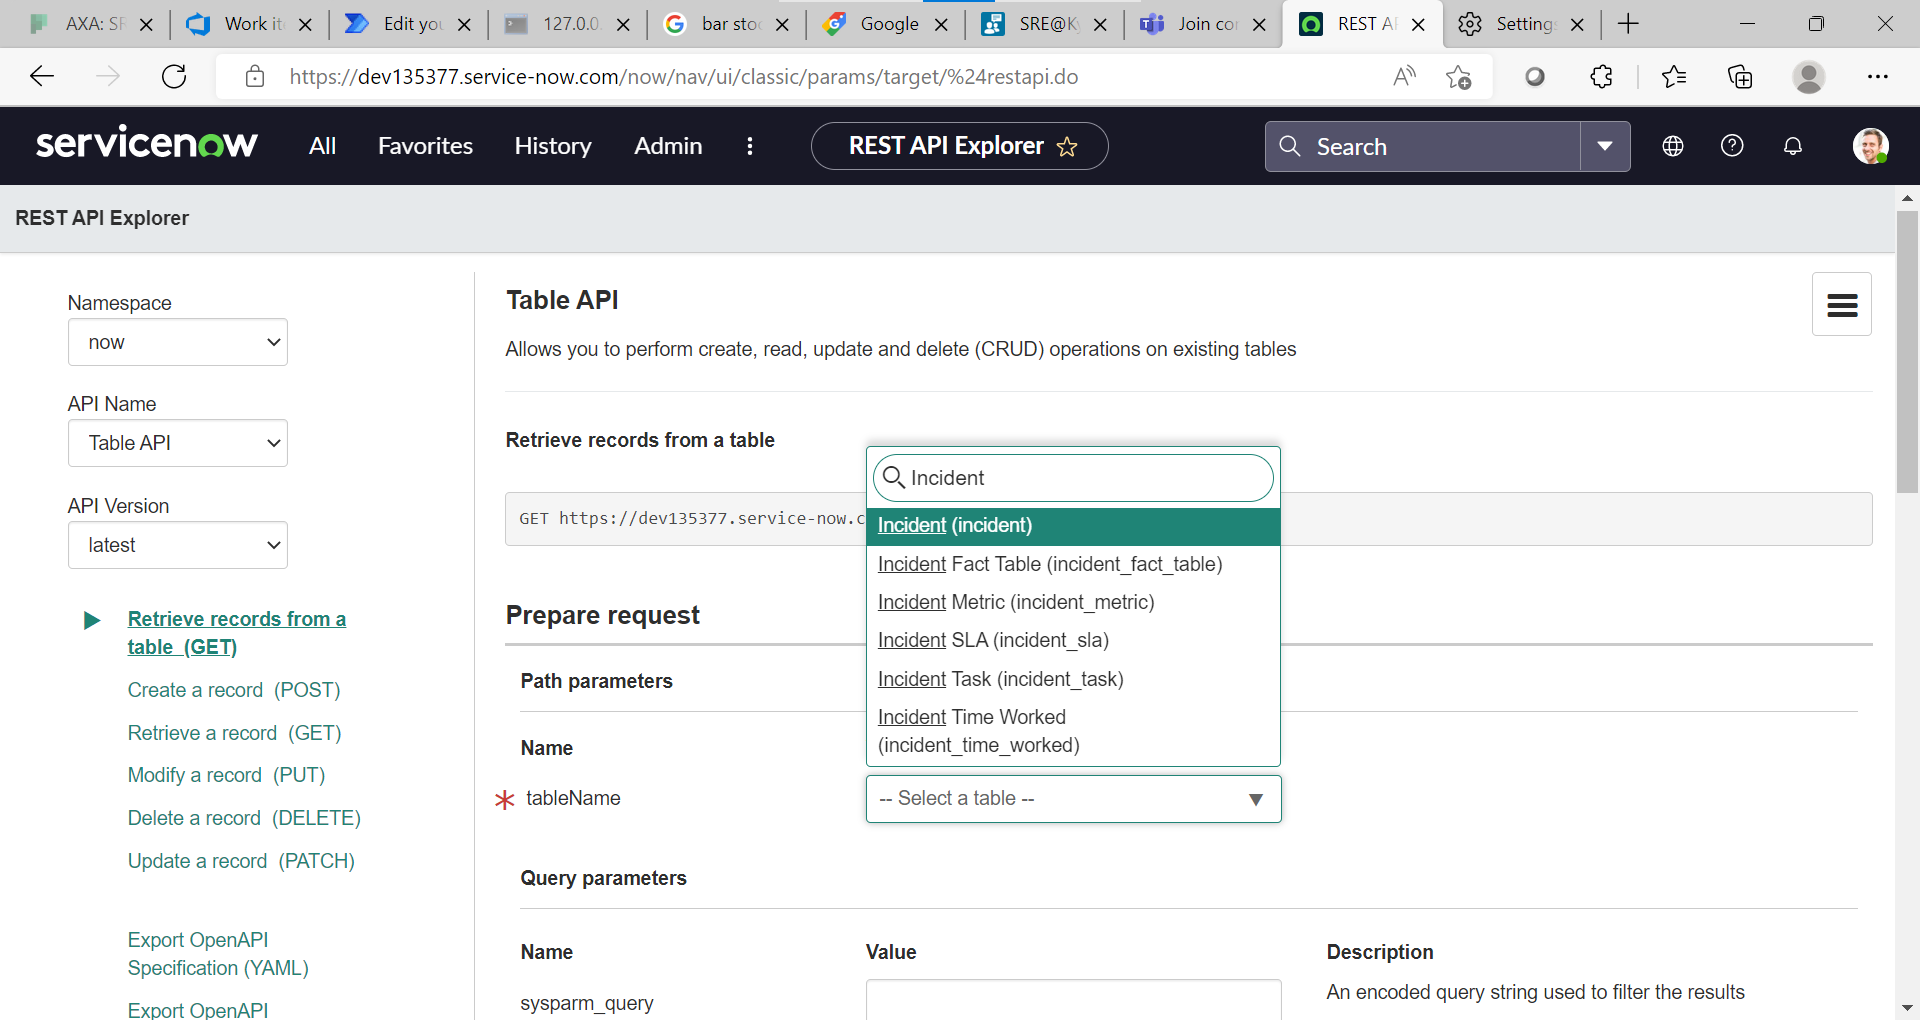 AXA: SR
Work it
Edit you
127.0.0.
bar sto
Google
SRE@K
Join co
REST A
Settings
https://dev135377.service-now.com/now/nav/ui/classic/params/target/%24restapi.do
servicenow
All
Favorites
History
Admin
REST API Explorer
Search
REST API Explorer
Namespace
now
API Name
Table API
API Version
latest
Retrieve records from a
table (GET)
Create a record (POST)
Retrieve a record (GET)
Modify a record (PUT)
Delete a record (DELETE)
Update a record (PATCH)
Export OpenAPI
Specification (YAML)
Export OpenAPI
Table API
Allows you to perform create, read, update and delete (CRUD) operations on existing tables
Retrieve records from a table
GET https://dev135377.service-now.c
Incident
Incident (incident)
Incident Fact Table (incident_fact_table)
Incident Metric (incident_metric)
Incident SLA (incident_sla)
Incident Task (incident_task)
Incident Time Worked
(incident_time_worked)
Prepare request
Path parameters
Name
* tableName
-- Select a table --
Query parameters
Name
Value
Description
sysparm_query
An encoded query string used to filter the results